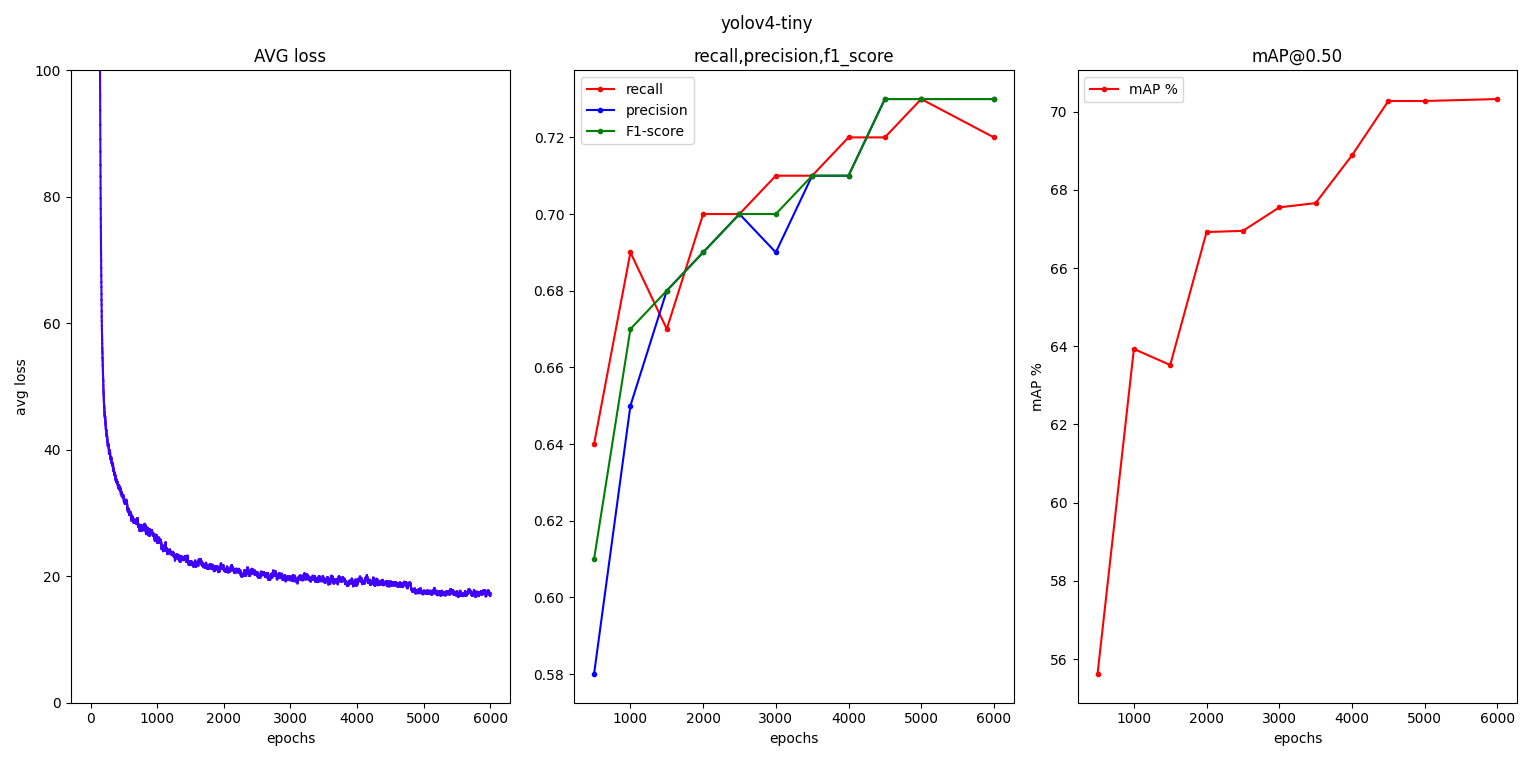 yolov4-tiny
AVG loss
100
80
60
40
20
0
avg loss
0 1000 2000 3000 4000 5000 6000
epochs
recall,precision,f1_score
recall
precision
F1-score
0.72
0.70
0.68
0.66
0.64
0.62
0.60
0.58
1000 2000 3000 4000 5000 6000
epochs
mAP@0.50
mAP %
70
68
66
64
62
60
58
56
mAP %
1000 2000 3000 4000 5000 6000
epochs